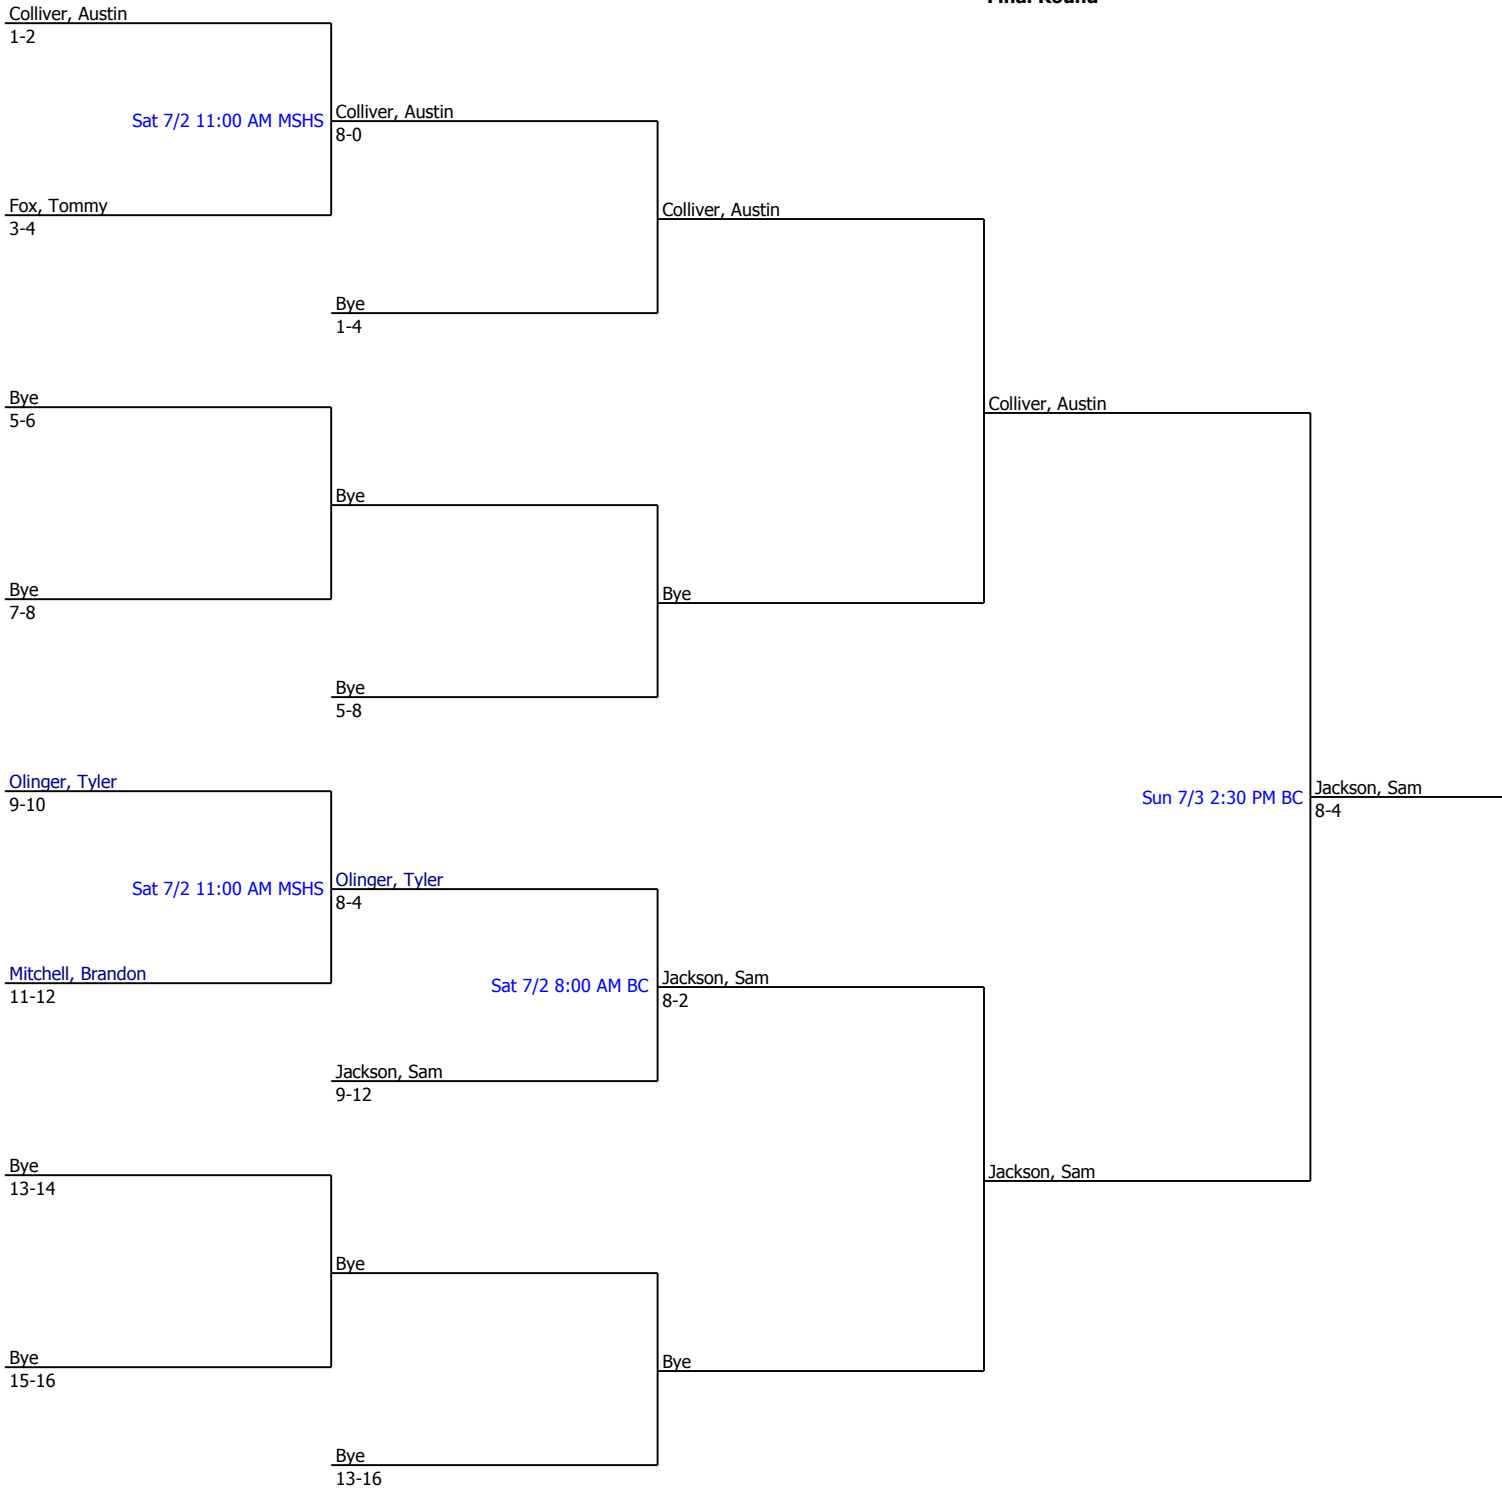 Final Round
Colliver, Austin
1-2
Sat 7/2 11:00 AM MSHS
Colliver, Austin
8-0
Fox, Tommy
3-4
Colliver, Austin
Bye
1-4
Bye
5-6
Colliver, Austin
Bye
Bye
7-8
Bye
Bye
5-8
Olinger, Tyler
9-10
Sun 7/3 2:30 PM BC
Jackson, Sam
8-4
Sat 7/2 11:00 AM MSHS
Olinger, Tyler
8-4
Mitchell, Brandon
11-12
Sat 7/2 8:00 AM BC
Jackson, Sam
8-2
Jackson, Sam
9-12
Bye
13-14
Jackson, Sam
Bye
Bye
15-16
Bye
Bye
13-16